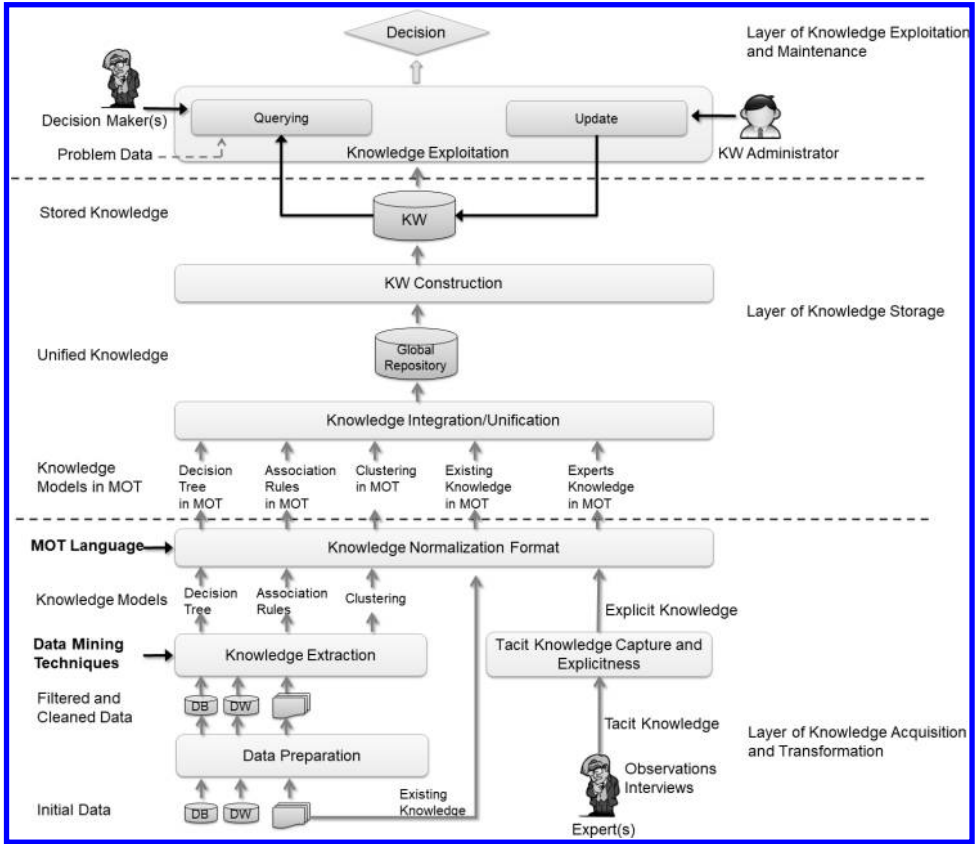 Decision
Layer of Knowledge Exploitation
and Maintenance
Decision Maker(s)
Querying
Update
Problem Data
Knowledge Exploitation
KW Administrator
Stored Knowledge
KW
KW Construction
Layer of Knowledge Storage
Unified Knowledge
Global
Repository
Knowledge Integration/Unification
Knowledge
Models in MOT
Decision
Tree
in MOT
Association
Rules
in MOT
Clustering
in MOT
Existing
Knowledge
in MOT
Experts
Knowledge
in MOT
MOT Language
Knowledge Normalization Format
Knowledge Models
Decision
Tree
Association
Rules
Clustering
Explicit Knowledge
Data Mining
Techniques
Knowledge Extraction
Tacit Knowledge Capture and
Explicitness
Filtered and
Cleaned Data
DB
DW
Tacit Knowledge
Layer of Knowledge Acquisition
and Transformation
Data Preparation
Observations
Interviews
Initial Data
DB
DW
Existing
Knowledge
Expert(s)